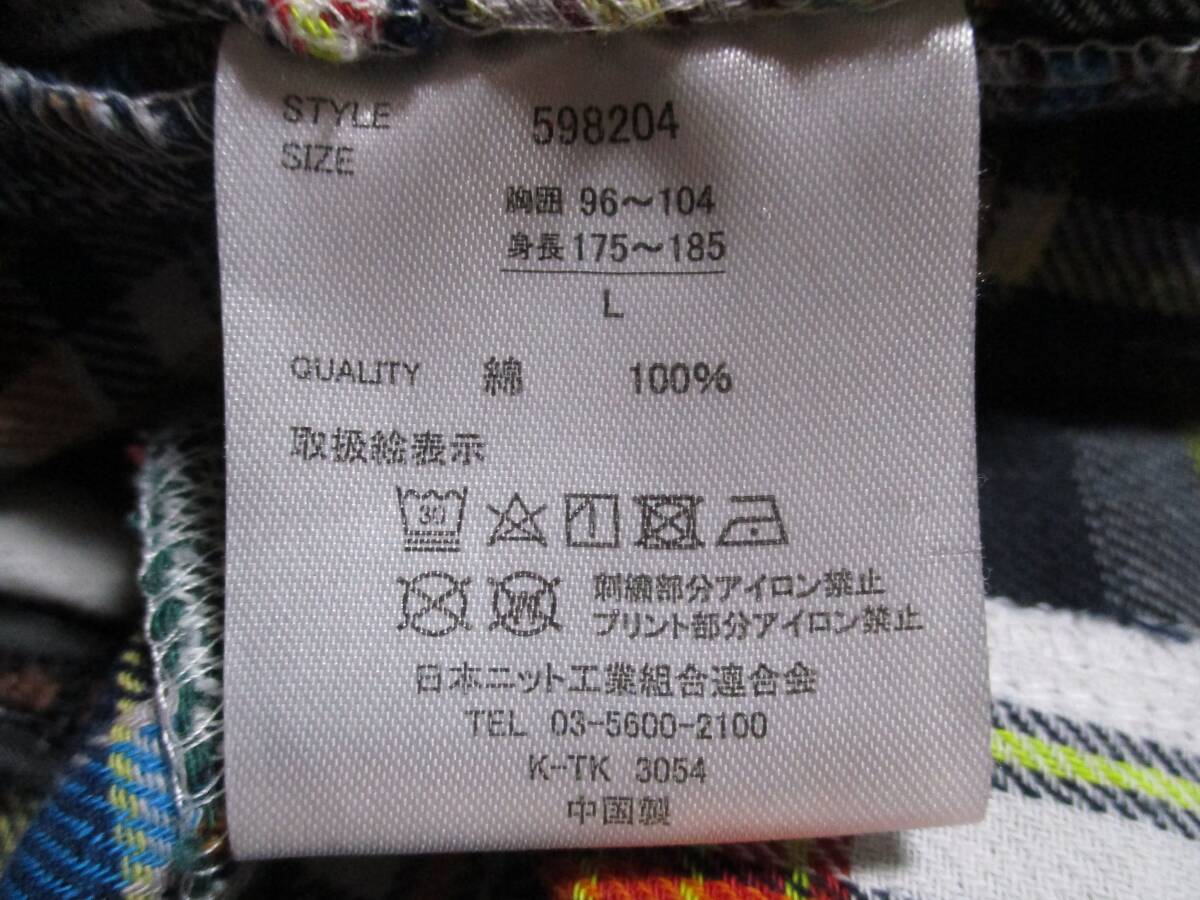 STYLE 598204
SIZE
胸囲 96～104
身長 175～185
L
QUALITY 綿 100%
取扱絵表示
30
W
刺繍部分アイロン禁止
プリント部分アイロン禁止
日本ニット工業組合連合会
TEL 03-5600-2100
K-TK 3054
中国製